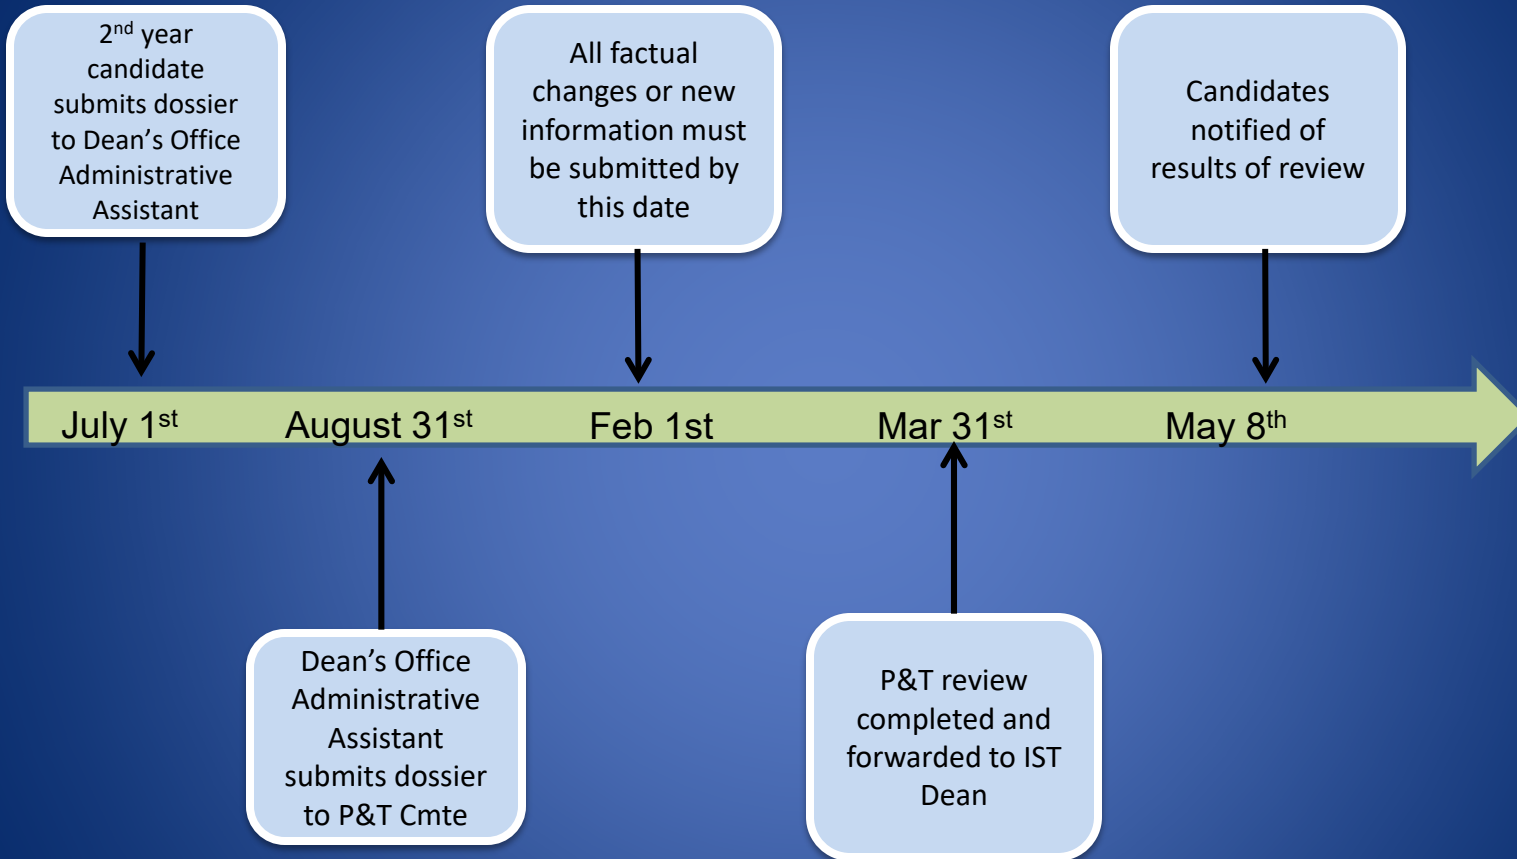 2nd year
candidate
submits dossier
to Dean’s Office
Administrative
Assistant
All factual
changes or new
information must
be submitted by
this date
Candidates
notified of
results of review
July 1st
August 31st
Feb 1st
Mar 31st
May 8th
Dean’s Office
Administrative
Assistant
submits dossier
to P&T Cmte
P&T review
completed and
forwarded to IST
Dean